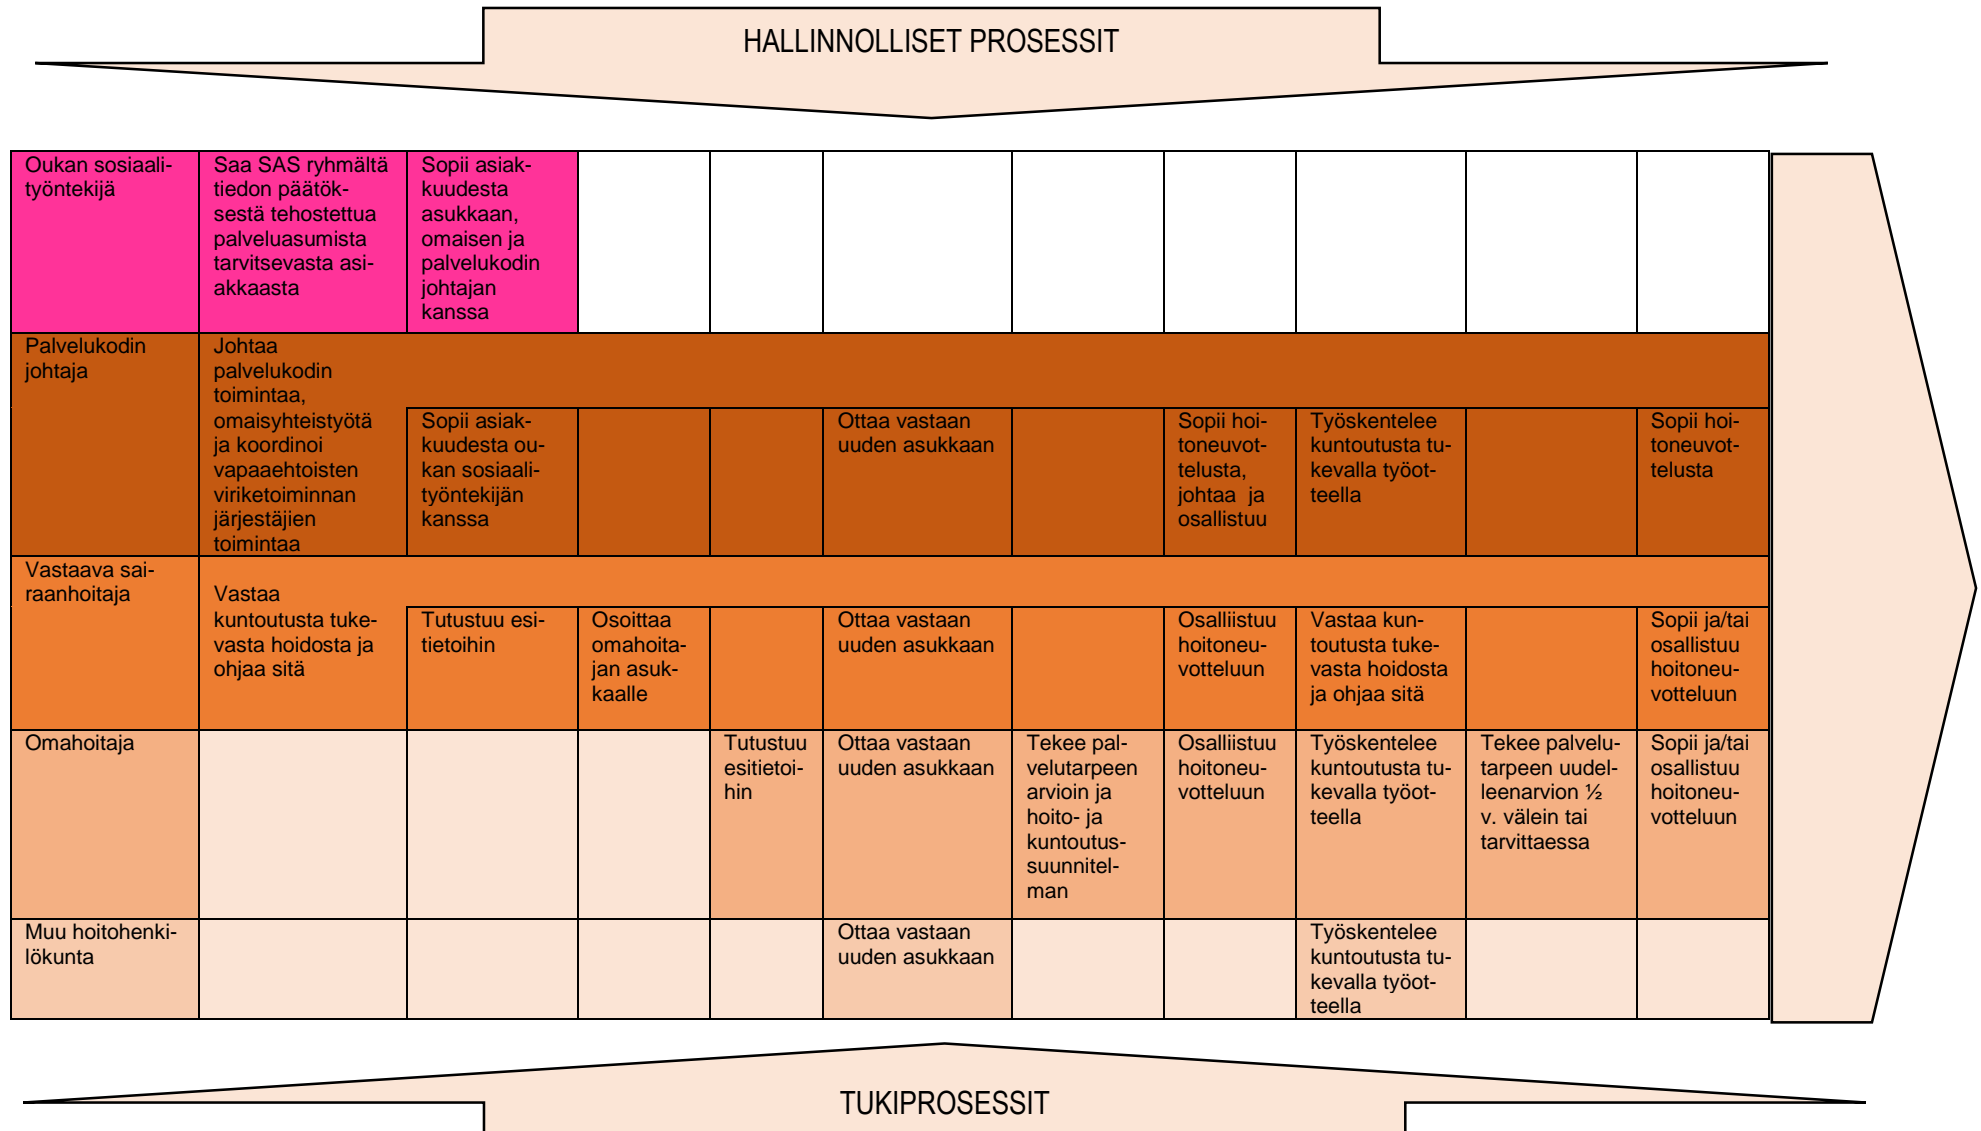 HALLINNOLLISET PROSESSIT
Oukan sosiaali-
työntekijä
Saa SAS ryhmältä
tiedon päätök-
sestä tehostettua
palveluasumista
tarvitsevasta asi-
akkaasta
Sopii asiak-
kuudesta
asukkaan,
omaisen ja
palvelukodin
johtajan
kanssa
Palvelukodin
johtaja
Johtaa
palvelukodin
toimintaa,
omaisyhteistyötä
ja koordinoi
vapaaehtoisten
viriketoiminnan
järjestäjien
toimintaa
Sopii asiak-
kuudesta ou-
kan sosiaali-
työntekijän
kanssa
Ottaa vastaan
uuden asukkaan
Sopii hoi-
toneuvot-
telusta,
johtaa ja
osallistuu
Työskentelee
kuntoutusta tu-
kevalla työot-
teella
Sopii hoi-
toneuvot-
telusta
Vastaava sai-
raanhoitaja
Vastaa
kuntoutusta tuke-
vasta hoidosta ja
ohjaa sitä
Tutustuu esi-
tietoihin
Osoittaa
omahoita-
jan asuk-
kaalle
Ottaa vastaan
uuden asukkaan
Osalliistuu
hoitoneu-
votteluun
Vastaa kun-
toutusta tuke-
vasta hoidosta
ja ohjaa sitä
Sopii ja/tai
osallistuu
hoitoneu-
votteluun
Omahoitaja
Tutustuu
esitietoi-
hin
Ottaa vastaan
uuden asukkaan
Tekee pal-
velutarpeen
arvioin ja
hoito- ja
kuntoutus-
suunnitel-
man
Osalliistuu
hoitoneu-
votteluun
Työskentelee
kuntoutusta tu-
kevalla työot-
teella
Tekee palvelu-
tarpeen uudel-
leenarvion ½
v. välein tai
tarvittaessa
Sopii ja/tai
osallistuu
hoitoneu-
votteluun
Muu hoitohenki-
lökunta
Ottaa vastaan
uuden asukkaan
Työskentelee
kuntoutusta tu-
kevalla työot-
teella
TUKIPROSESSIT